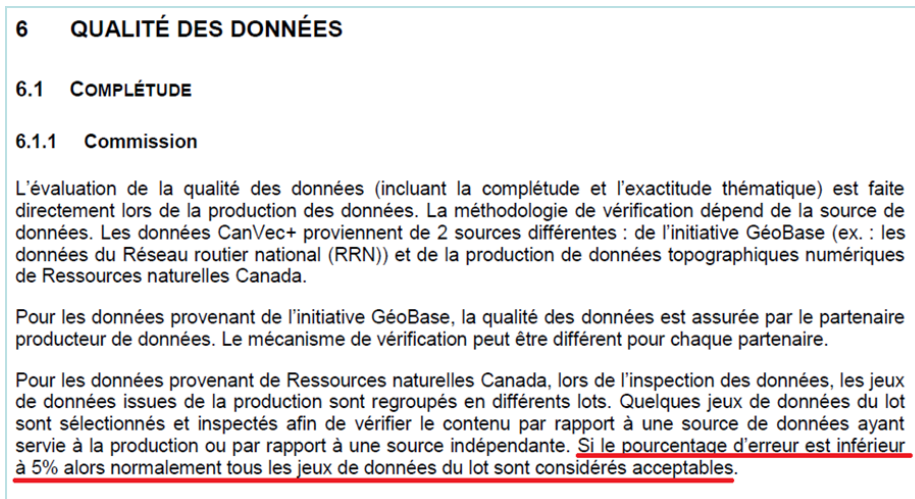 6 QUALITÉ DES DONNÉES
6.1 COMPLÉTUDE
6.1.1 Commission
L'évaluation de la qualité des données (incluant la complétude et l'exactitude thématique) est faite
directement lors de la production des données. La méthodologie de vérification dépend de la source de
données. Les données CanVec+ proviennent de 2 sources différentes : de l'initiative GéoBase (ex. : les
données du Réseau routier national (RRN)) et de la production de données topographiques numériques
de Ressources naturelles Canada.
Pour les données provenant de l'initiative GéoBase, la qualité des données est assurée par le partenaire
producteur de données. Le mécanisme de vérification peut être différent pour chaque partenaire.
Pour les données provenant de Ressources naturelles Canada, lors de l'inspection des données, les jeux
de données issues de la production sont regroupés en différents lots. Quelques jeux de données du lot
sont sélectionnés et inspectés afin de vérifier le contenu par rapport à une source de données ayant
servie à la production ou par rapport à une source indépendante. Si le pourcentage d'erreur est inférieur
à 5% alors normalement tous les jeux de données du lot sont considérés acceptables.